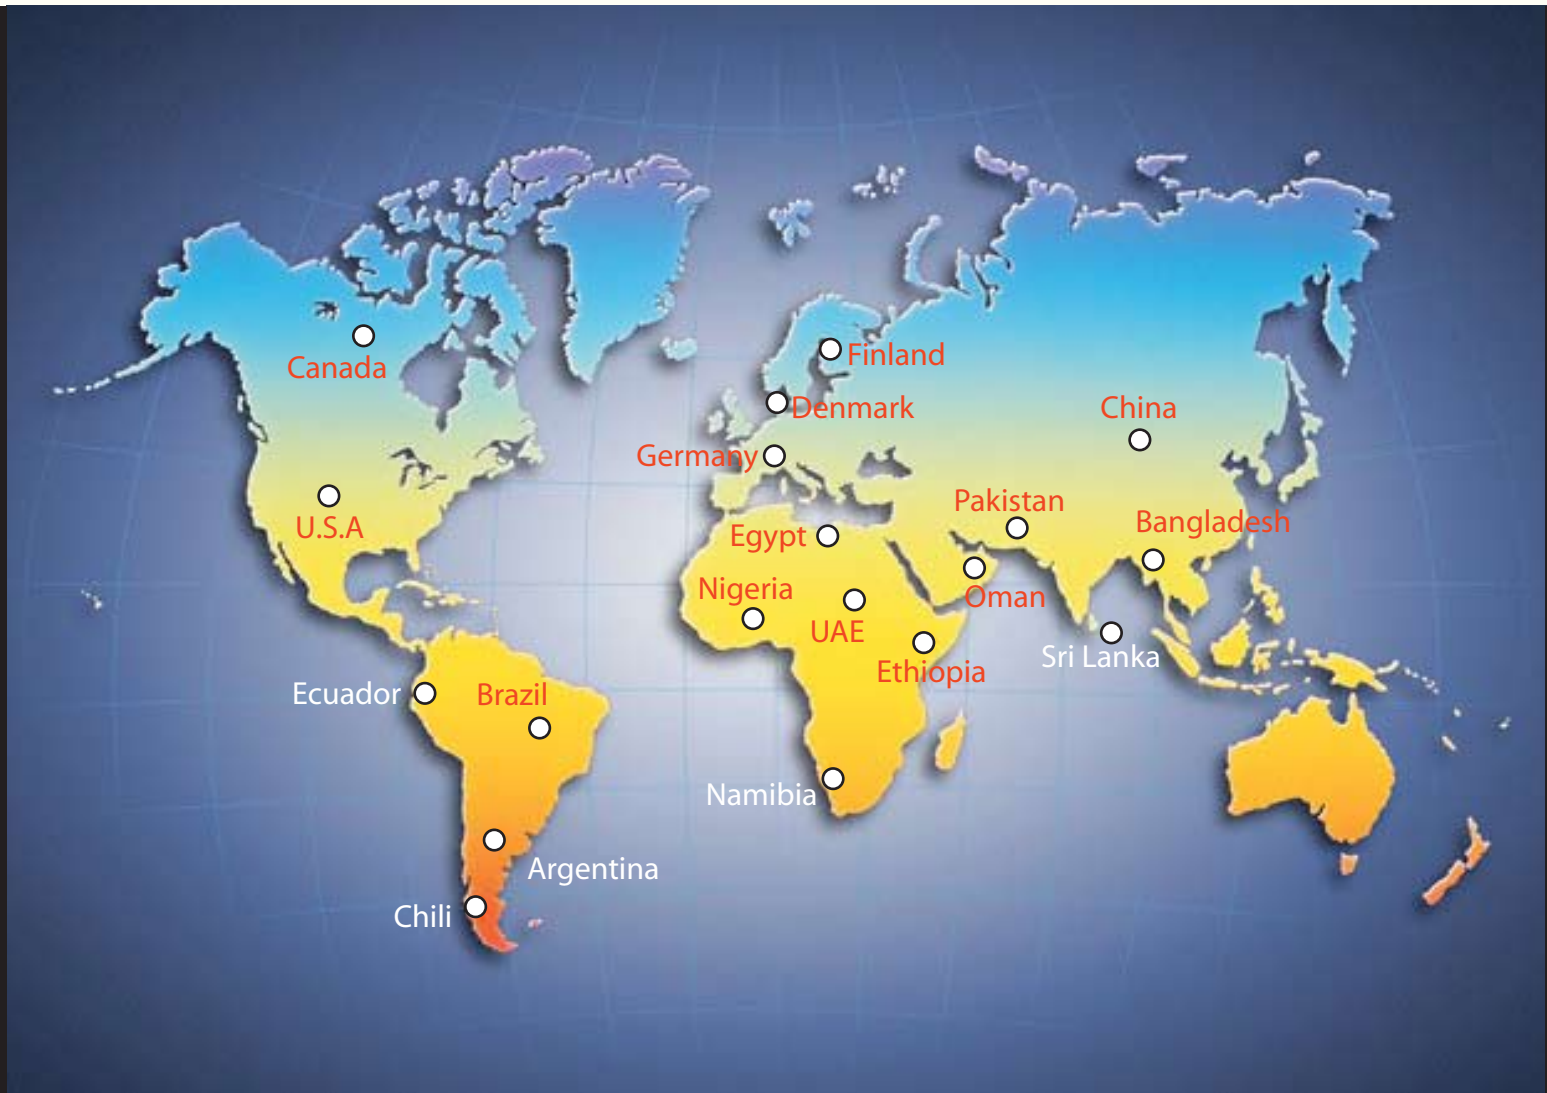 Canada
Finland
Denmark
China
Germany
Pakistan
Bangladesh
U.S.A
Egypt
Nigeria
Oman
UAE
Sri Lanka
Ethiopia
Ecuador
Brazil
Namibia
Argentina
Chili